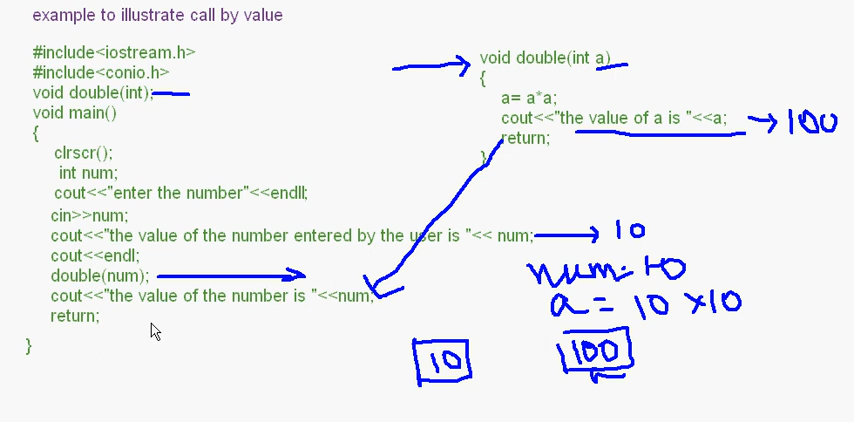 example to illustrate call by value
#include<iostream.h>
#include<conio.h>
void double(int);
void main()
{
clrscr();
int num;
cout<<"enter the number"<<endll;
cin>>num;
cout<<"the value of the number entered by the user is "<< num;
cout<<endl;
double(num);
cout<<"the value of the number is "<<num;
return;
}
void double(int a)
{
a= a*a;
cout<<"the value of a is "<<a;
return;
}
100
10
num=10
a = 10 ×10
10
100